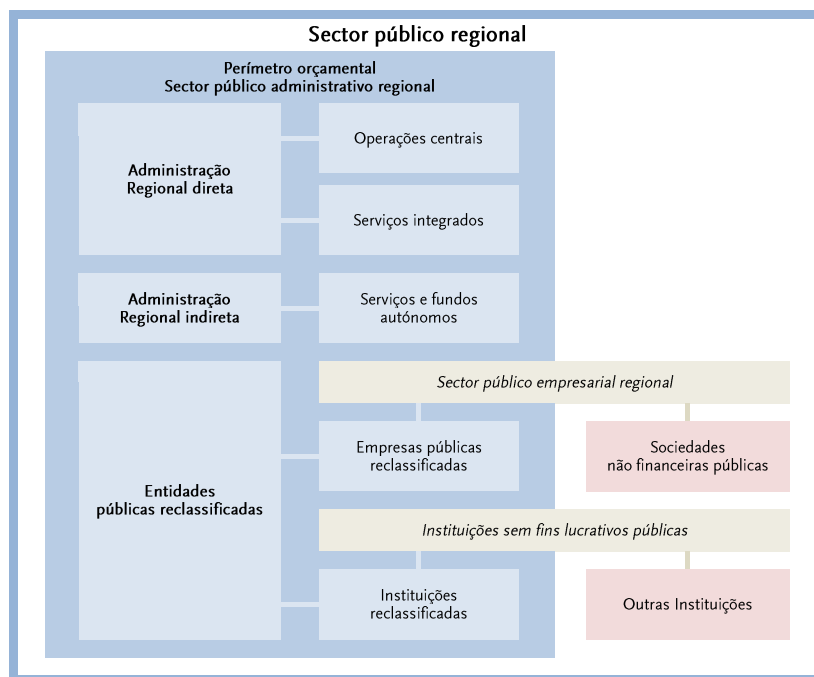 Sector público regional
Perímetro orçamental
Sector público administrativo regional
Administração
Regional direta
Operações centrais
Serviços integrados
Administração
Regional indireta
Serviços e fundos
autónomos
Entidades
públicas reclassificadas
Sector público empresarial regional
Empresas públicas
reclassificadas
Sociedades
não financeiras públicas
Instituições sem fins lucrativos públicas
Instituições
reclassificadas
Outras Instituições